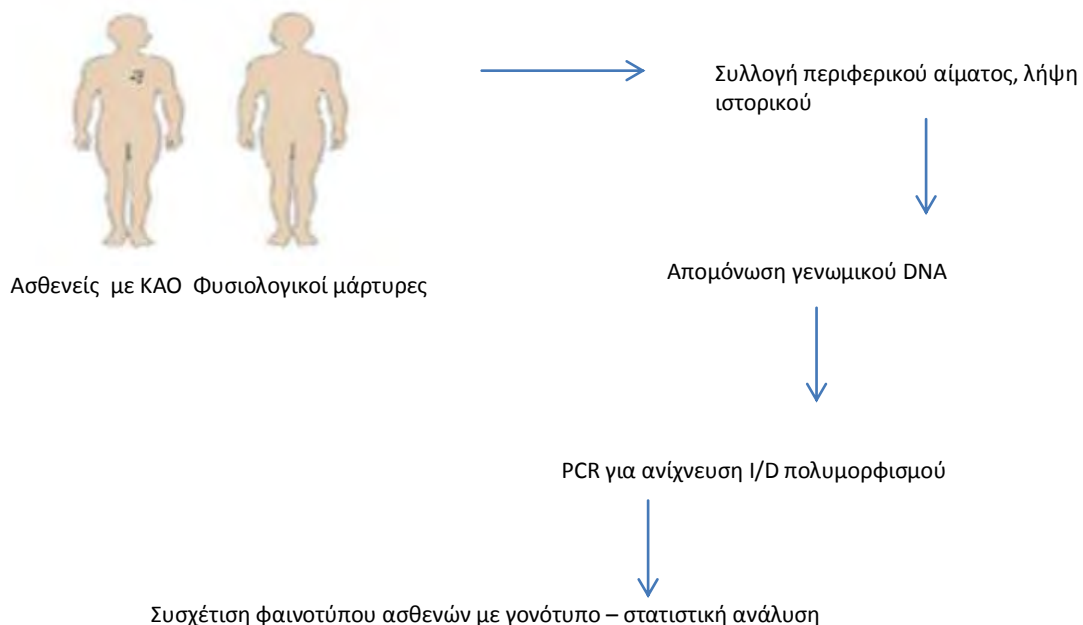 Συλλογή περιφερικού αίματος, λήψη
ιστορικού
Ασθενείς με ΚΑΟ Φυσιολογικοί μάρτυρες
Απομόνωση γενωμικού DNA
PCR για ανίχνευση I/D πολυμορφισμού
Συσχέτιση φαινοτύπου ασθενών με γονότυπο – στατιστική ανάλυση